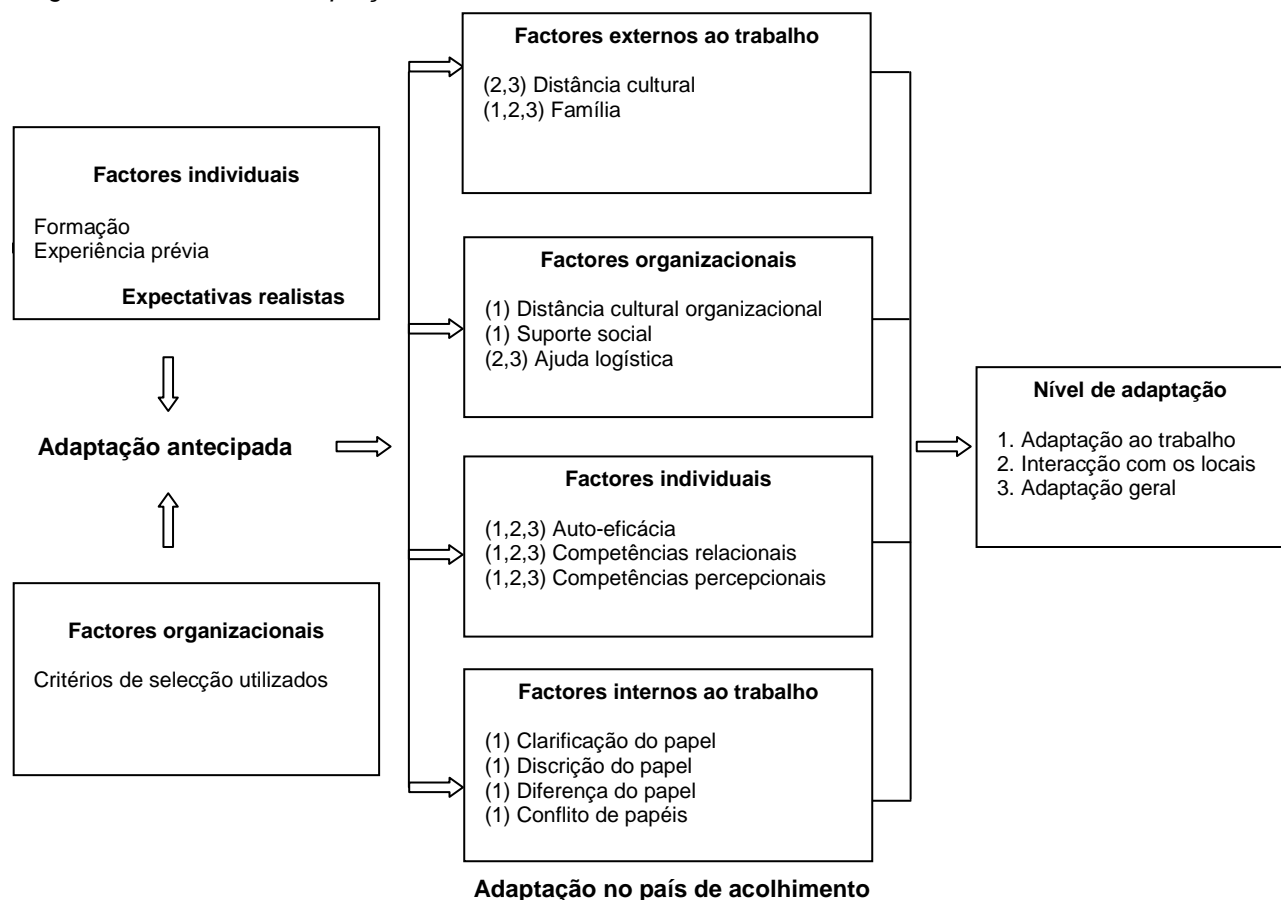 Factores individuais
Formação
Experiência prévia
Expectativas realistas
Adaptação antecipada
Factores organizacionais
Critérios de selecção utilizados
Factores externos ao trabalho
(2,3) Distância cultural
(1,2,3) Família
Factores organizacionais
(1) Distância cultural organizacional
(1) Suporte social
(2,3) Ajuda logística
Factores individuais
(1,2,3) Auto-eficácia
(1,2,3) Competências relacionais
(1,2,3) Competências percepcionais
Factores internos ao trabalho
(1) Clarificação do papel
(1) Discrição do papel
(1) Diferença do papel
(1) Conflito de papéis
Adaptação no país de acolhimento
Nível de adaptação
1. Adaptação ao trabalho
2. Interacção com os locais
3. Adaptação geral